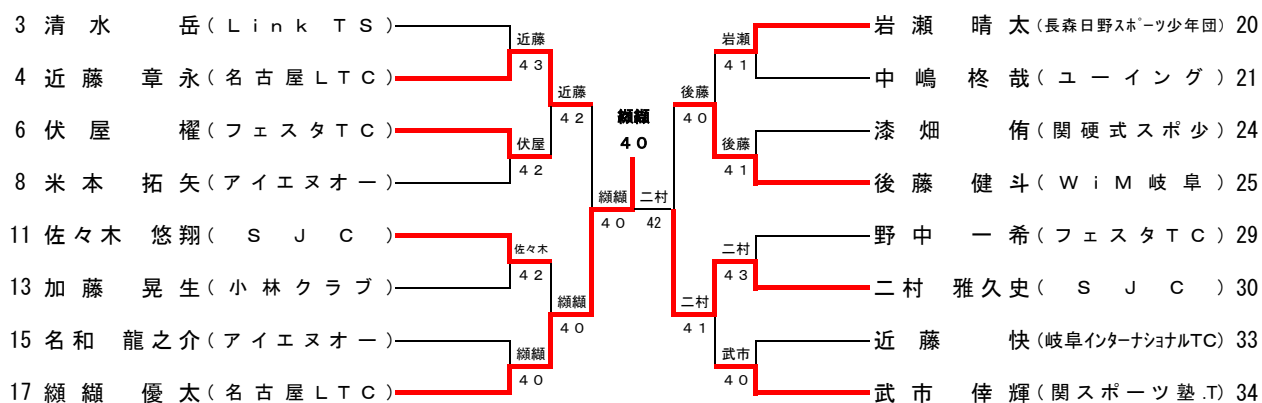 3 清水 岳(Link TS)
4 近藤 章永(名古屋LTC)
6 伏屋 櫂(フェスタTC)
8 米本 拓矢(アイエヌオー)
11 佐々木 悠翔(SJC)
13 加藤 晃生(小林クラブ)
15 名和 龍之介(アイエヌオー)
17 纐纈 優太(名古屋LTC)
近藤
43
伏屋
42
佐々木
42
纐纈
40
近藤
42
纐纈
40
纐纈
40
纐纈
40
二村
42
後藤
40
二村
41
岩瀬
41
後藤
41
二村
43
武市
40
岩瀬 晴太(長森日野スポーツ少年団) 20
中嶋 柊哉(ユーイング) 21
漆畑 侑(関硬式スポ少) 24
後藤 健斗(WiM岐阜) 25
野中 一希(フェスタTC) 29
二村 雅久史(SJC) 30
近藤 快(岐阜インターナショナルTC) 33
武市 倖輝(関スポーツ塾.T) 34